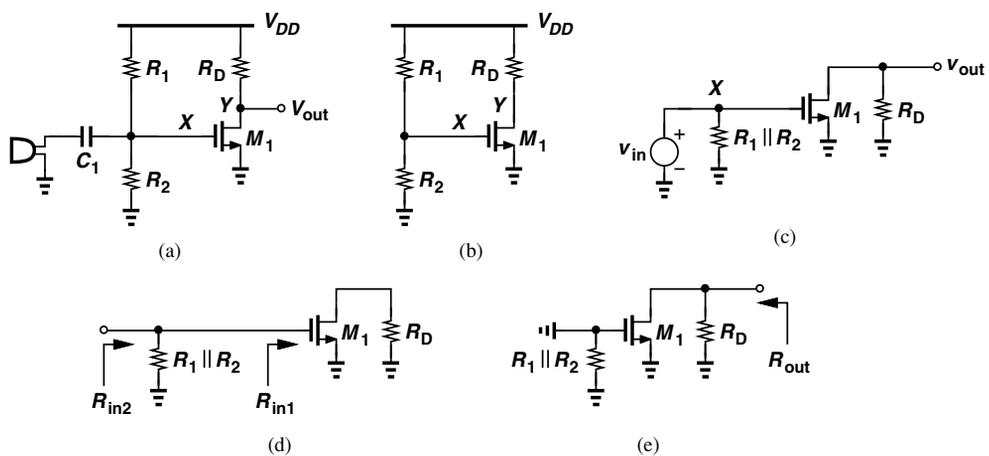 V_DD
R_1
R_D
Y
V_out
X
M_1
C_1
R_2
(a)
V_DD
R_1
R_D
Y
X
M_1
R_2
(b)
v_out
X
M_1
R_D
v_in
+
−
R_1 || R_2
(c)
M_1
R_D
R_1 || R_2
R_in2
R_in1
(d)
M_1
R_D
R_1 || R_2
R_out
(e)